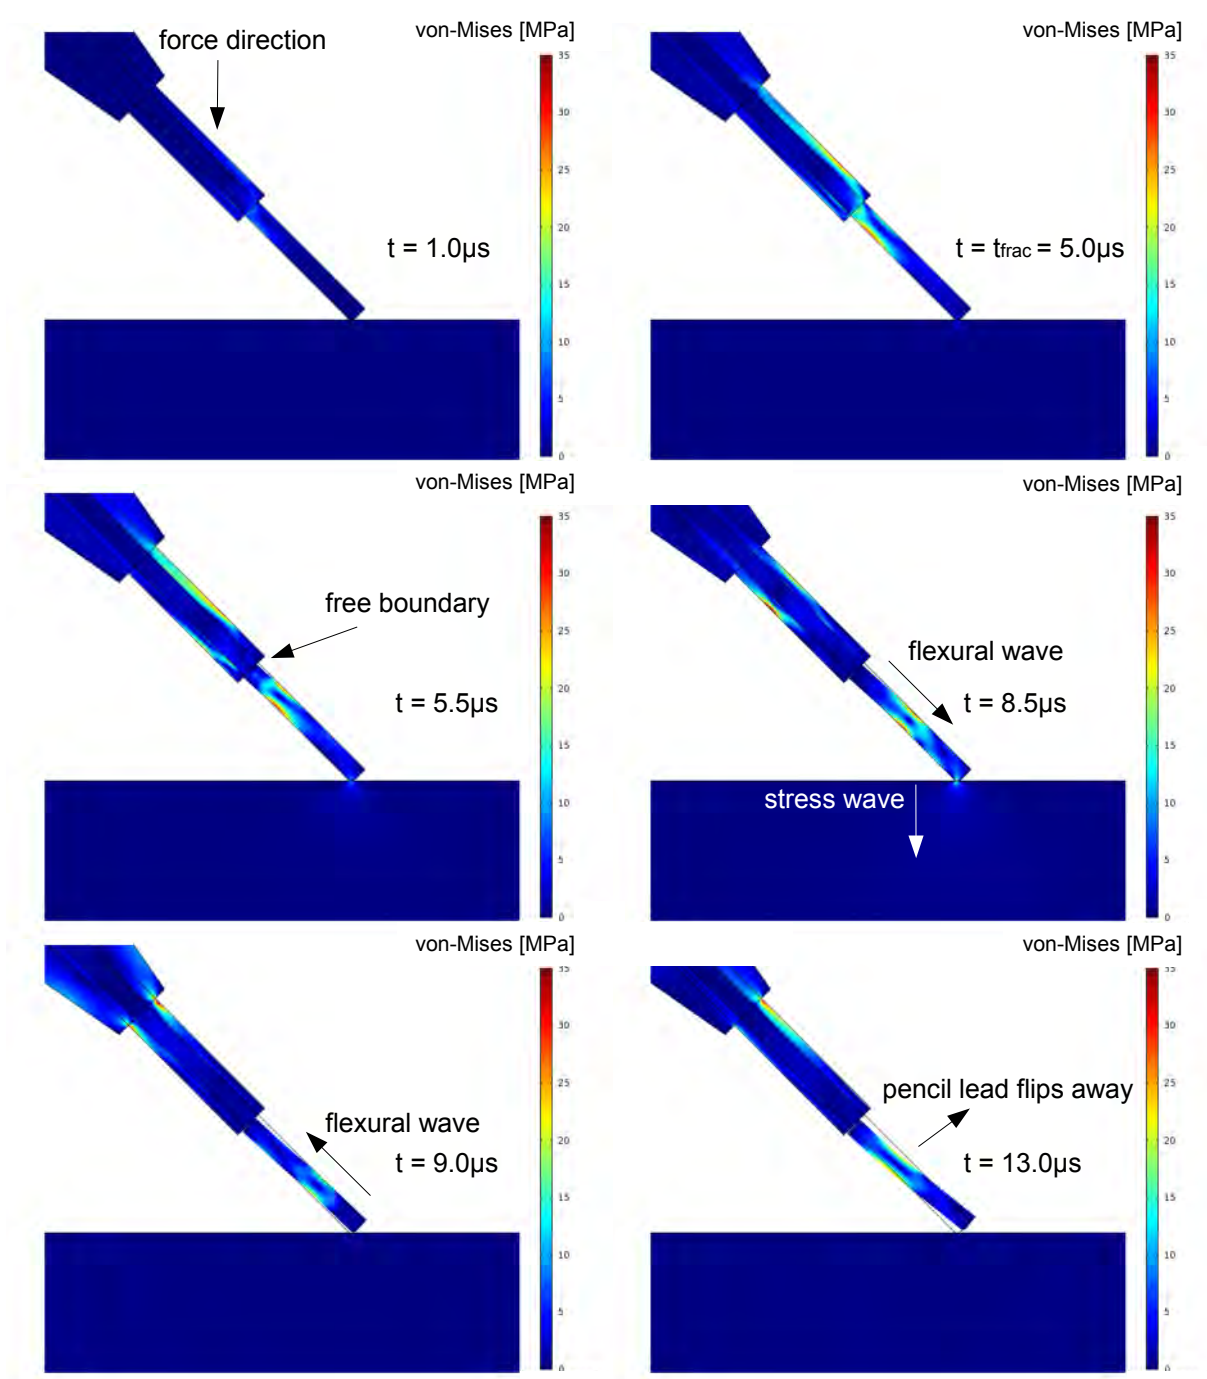 von-Mises [MPa]
force direction
35
30
25
20
15
10
5
0
t = 1.0µs
von-Mises [MPa]
35
30
25
20
15
10
5
0
t = tfrac = 5.0µs
von-Mises [MPa]
35
30
25
20
15
10
5
0
free boundary
t = 5.5µs
von-Mises [MPa]
35
30
25
20
15
10
5
0
flexural wave
t = 8.5µs
stress wave
von-Mises [MPa]
35
30
25
20
15
10
5
0
flexural wave
t = 9.0µs
von-Mises [MPa]
35
30
25
20
15
10
5
0
pencil lead flips away
t = 13.0µs